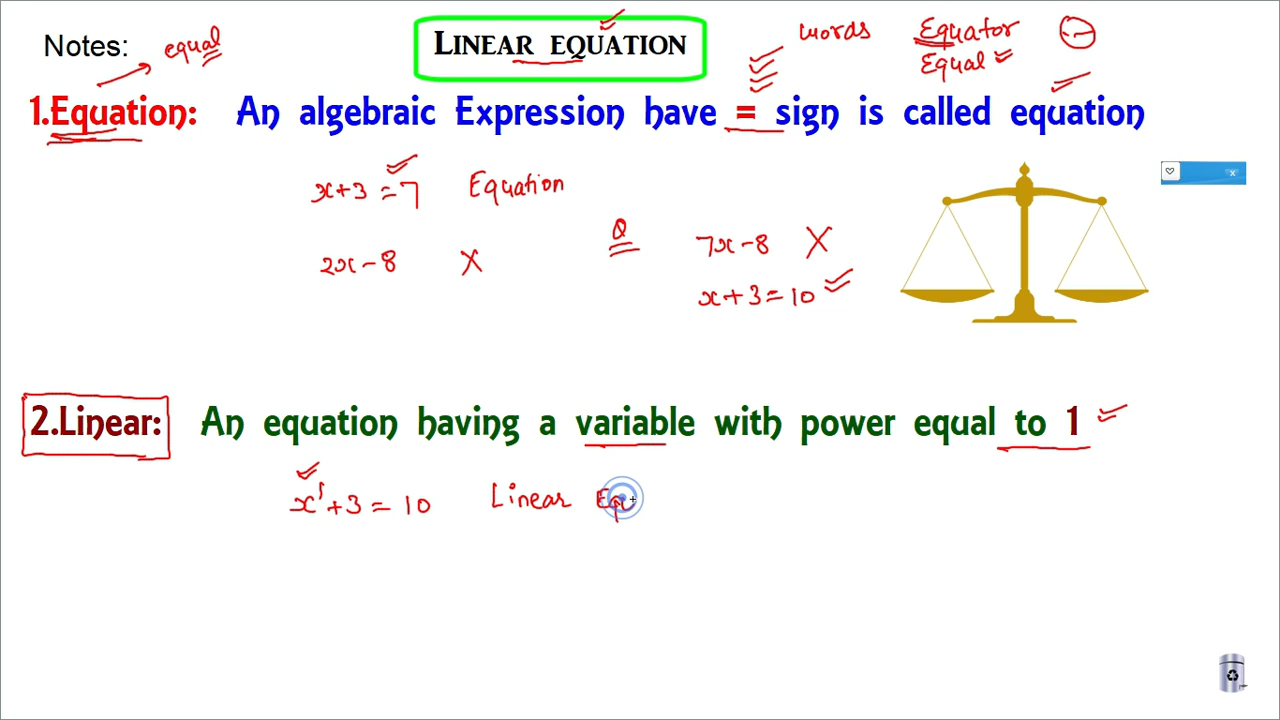 Notes:
equal
LINEAR EQUATION
words Equator
Equal
1.Equation: An algebraic Expression have = sign is called equation
x+3=7 Equation
2x-8 X
Q 7x-8 X
x+3=10
2.Linear: An equation having a variable with power equal to 1
x¹+3=10 Linear Equ